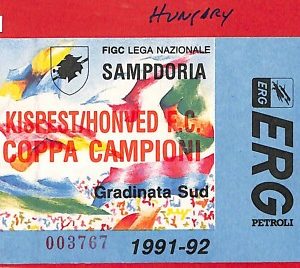 HUNGARY
FIGC LEGA NAZIONALE
SAMPDORIA
KISPEST/HONVED F.C.
COPPA CAMPIONI
Gradinata Sud
003767
1991-92
ERG
ERG
PETROLI